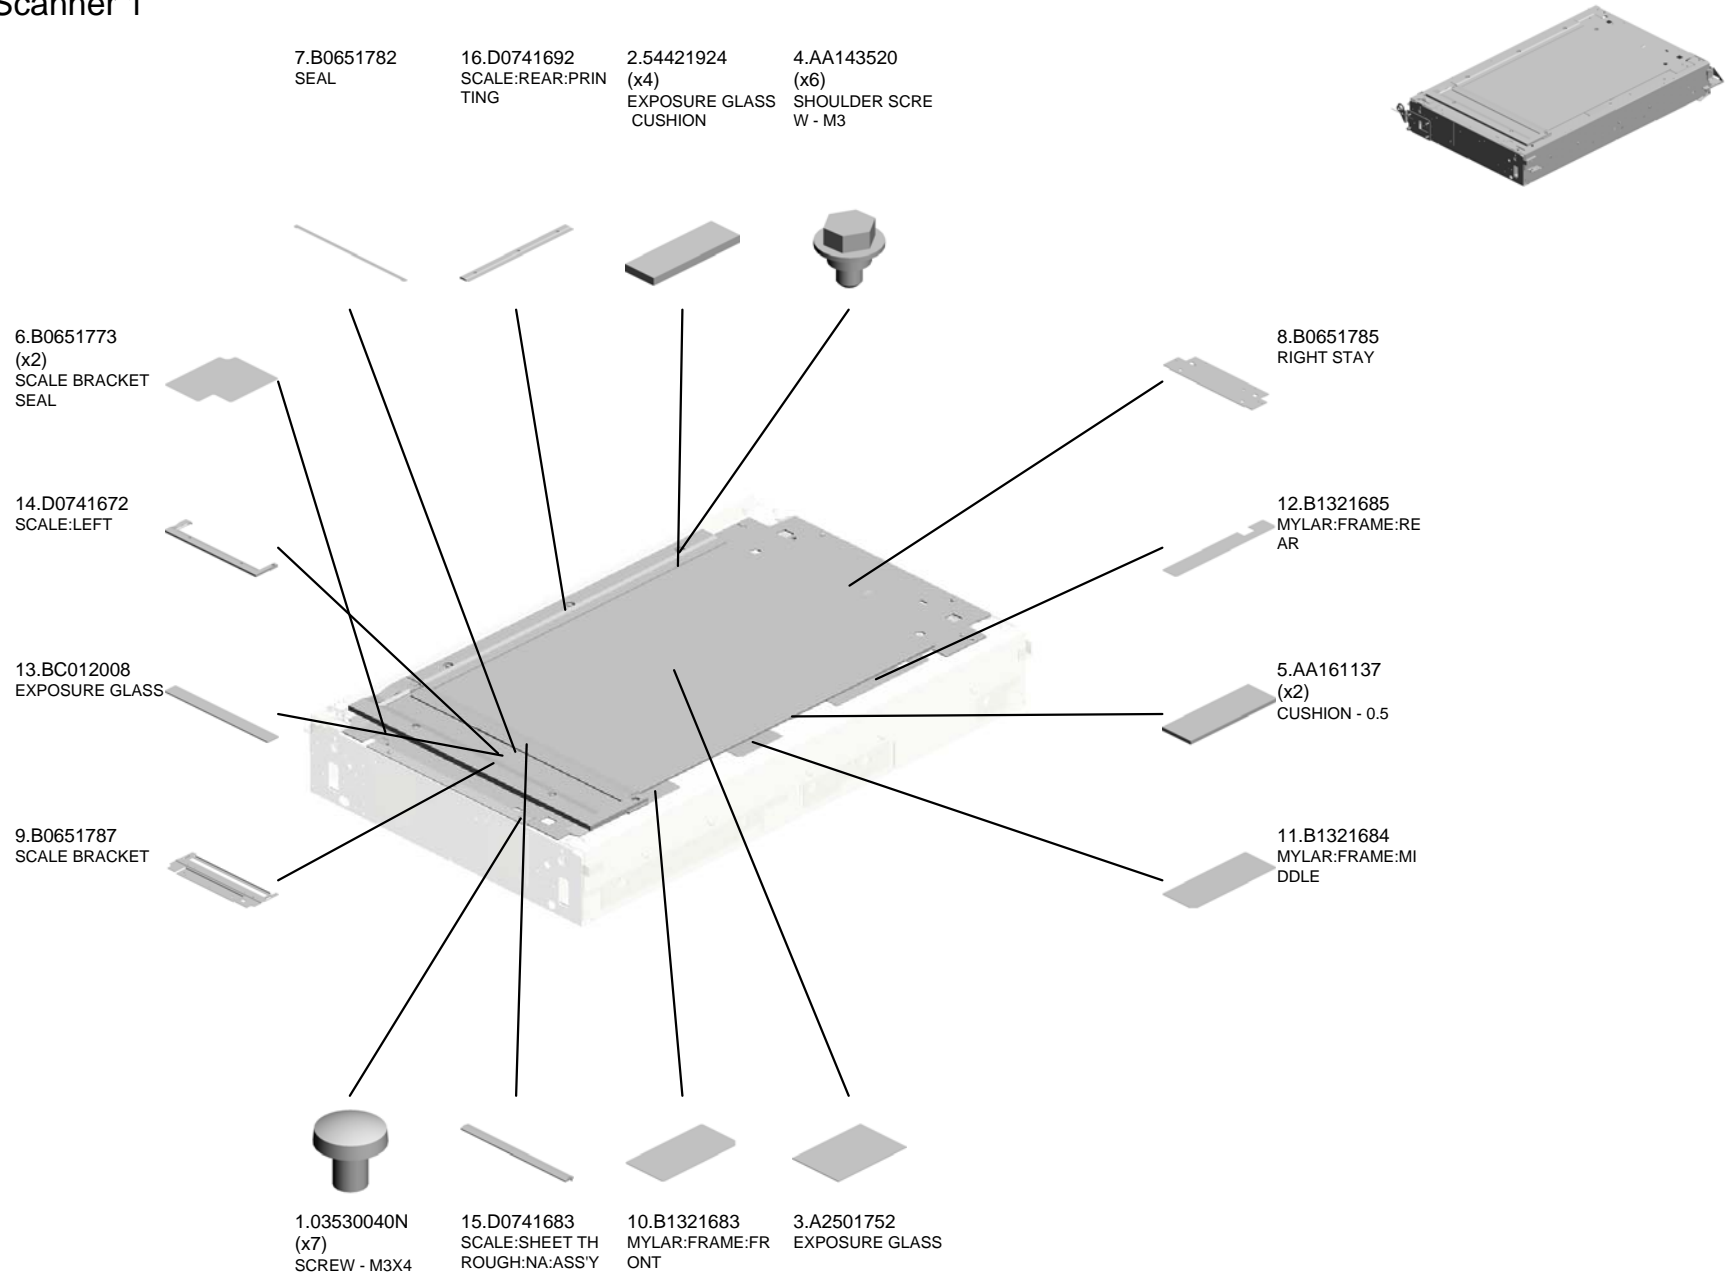 Scanner 1
7.B0651782
SEAL
16.D0741692
SCALE:REAR:PRIN
TING
2.54421924
(x4)
EXPOSURE GLASS
CUSHION
4.AA143520
(x6)
SHOULDER SCRE
W - M3
6.B0651773
(x2)
SCALE BRACKET
SEAL
8.B0651785
RIGHT STAY
14.D0741672
SCALE:LEFT
12.B1321685
MYLAR:FRAME:RE
AR
13.BC012008
EXPOSURE GLASS
5.AA161137
(x2)
CUSHION - 0.5
9.B0651787
SCALE BRACKET
11.B1321684
MYLAR:FRAME:MI
DDLE
1.03530040N
(x7)
SCREW - M3X4
15.D0741683
SCALE:SHEET TH
ROUGH:NA:ASS'Y
10.B1321683
MYLAR:FRAME:FR
ONT
3.A2501752
EXPOSURE GLASS